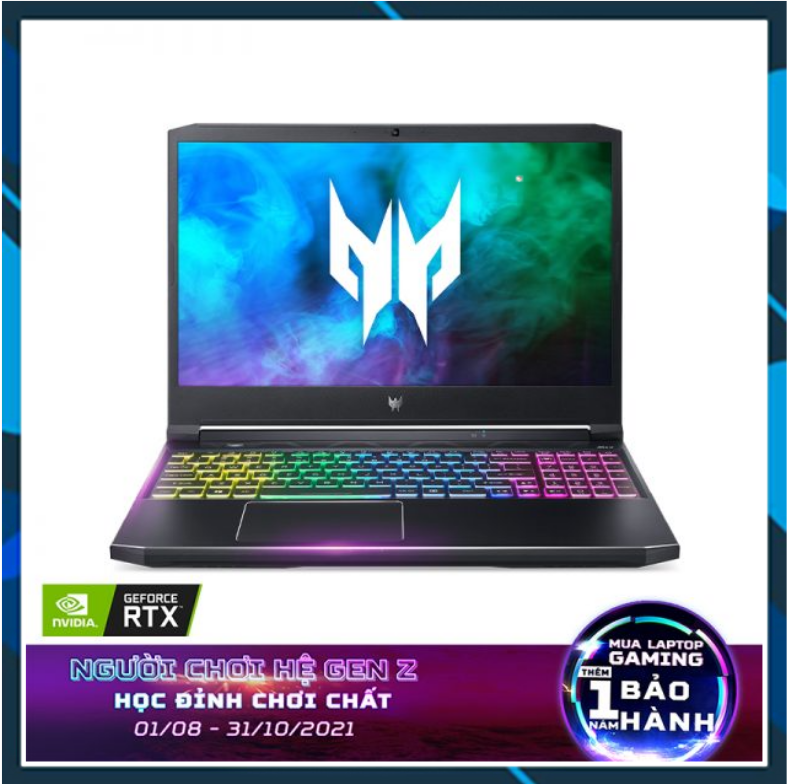 NVIDIA.
GEFORCE
RTX
NGƯỜI CHƠI HỆ GEN Z
HỌC ĐỈNH CHƠI CHẤT
01/08 - 31/10/2021
MUA LAPTOP
GAMING
THÊM
1
NĂM
BẢO
HÀNH